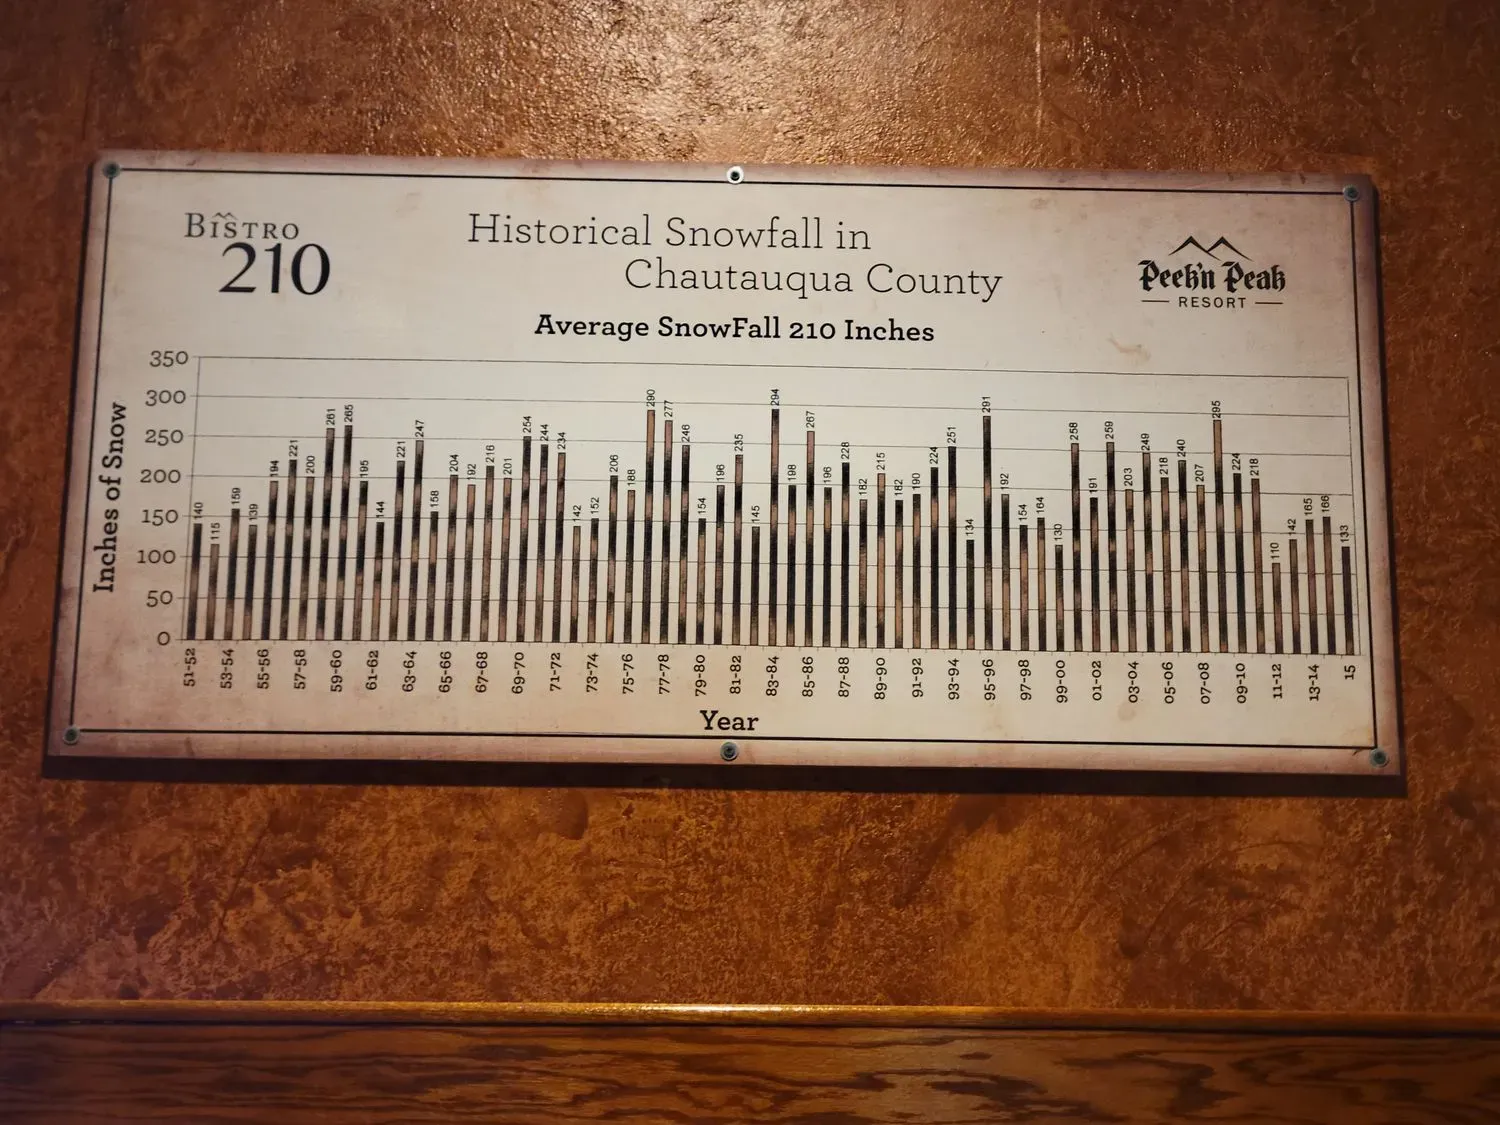 BISTRO
210
Historical Snowfall in
Chautauqua County
Peek'n Peak
RESORT
Average SnowFall 210 Inches
Inches of Snow
350
300
250
200
150
100
50
0
140 115 159 139 194 221 200 261 265 195 144 221 247 158 204 192 216 201 254 244 234 142 152 206 188 290 277 246 154 196 235 145 294 198 267 196 228 182 215 182 190 224 251 134 291 192 154 164 130 258 191 259 203 249 218 240 207 295 224 218 110 142 165 166 133
51-52 53-54 55-56 57-58 59-60 61-62 63-64 65-66 67-68 69-70 71-72 73-74 75-76 77-78 79-80 81-82 83-84 85-86 87-88 89-90 91-92 93-94 95-96 97-98 99-00 01-02 03-04 05-06 07-08 09-10 11-12 13-14 15
Year